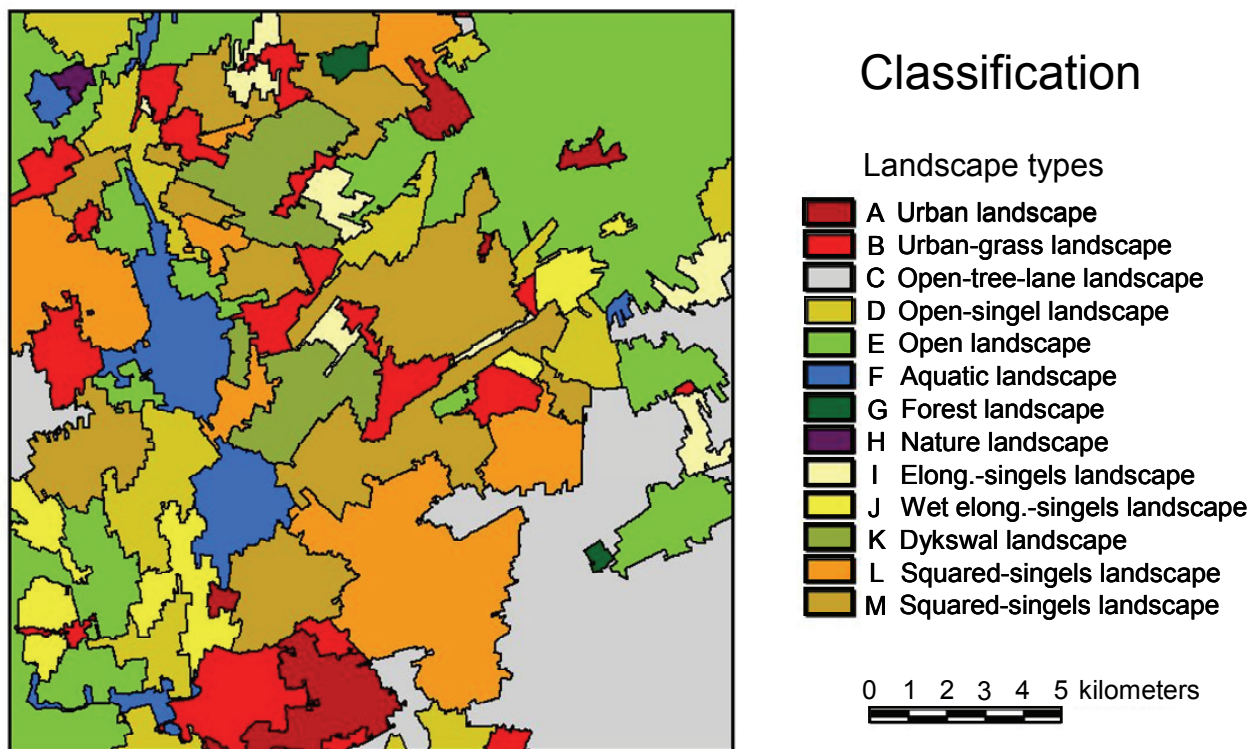 Classification
Landscape types
A Urban landscape
B Urban-grass landscape
C Open-tree-lane landscape
D Open-singel landscape
E Open landscape
F Aquatic landscape
G Forest landscape
H Nature landscape
I Elong.-singels landscape
J Wet elong.-singels landscape
K Dykswal landscape
L Squared-singels landscape
M Squared-singels landscape
0 1 2 3 4 5 kilometers